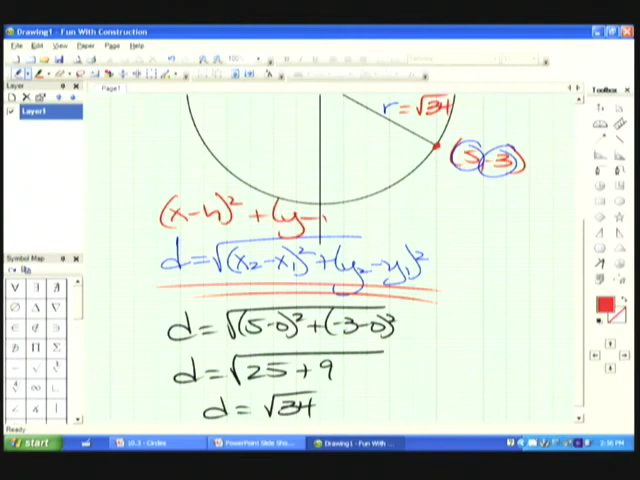 Drawing1 - Fun With Construction
File Edit View Paper Page Help
100%
Layer
Page1
Toolbox
Layer1
r = √34
(5, -3)
(x-h)² + (y-
d = √(x₂-x₁)² + (y₂-y₁)²
d = √(5-0)² + (-3-0)²
d = √25 + 9
d = √34
Symbol Map
∀ ∃ ∄
∅ ∆ ∇
∈ ∉ ∋
∏ ∑
− √
∞
Ready
start
10.3 - Circles
PowerPoint Slide Sho...
Drawing1 - Fun With ...
2:56 PM